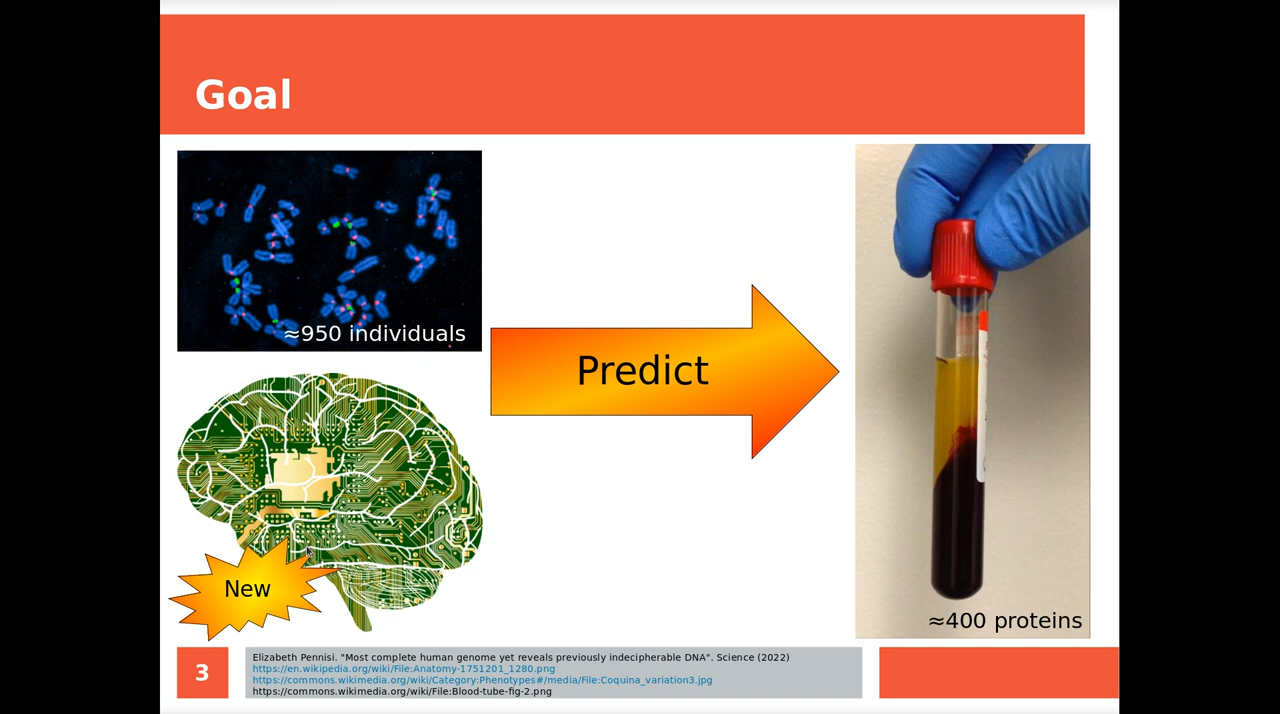 Goal
≈950 individuals
Predict
New
≈400 proteins
3
Elizabeth Pennisi. "Most complete human genome yet reveals previously indecipherable DNA". Science (2022)
https://en.wikipedia.org/wiki/File:Anatomy-1751201_1280.png
https://commons.wikimedia.org/wiki/Category:Phenotypes#/media/File:Coquina_variation3.jpg
https://commons.wikimedia.org/wiki/File:Blood-tube-fig-2.png